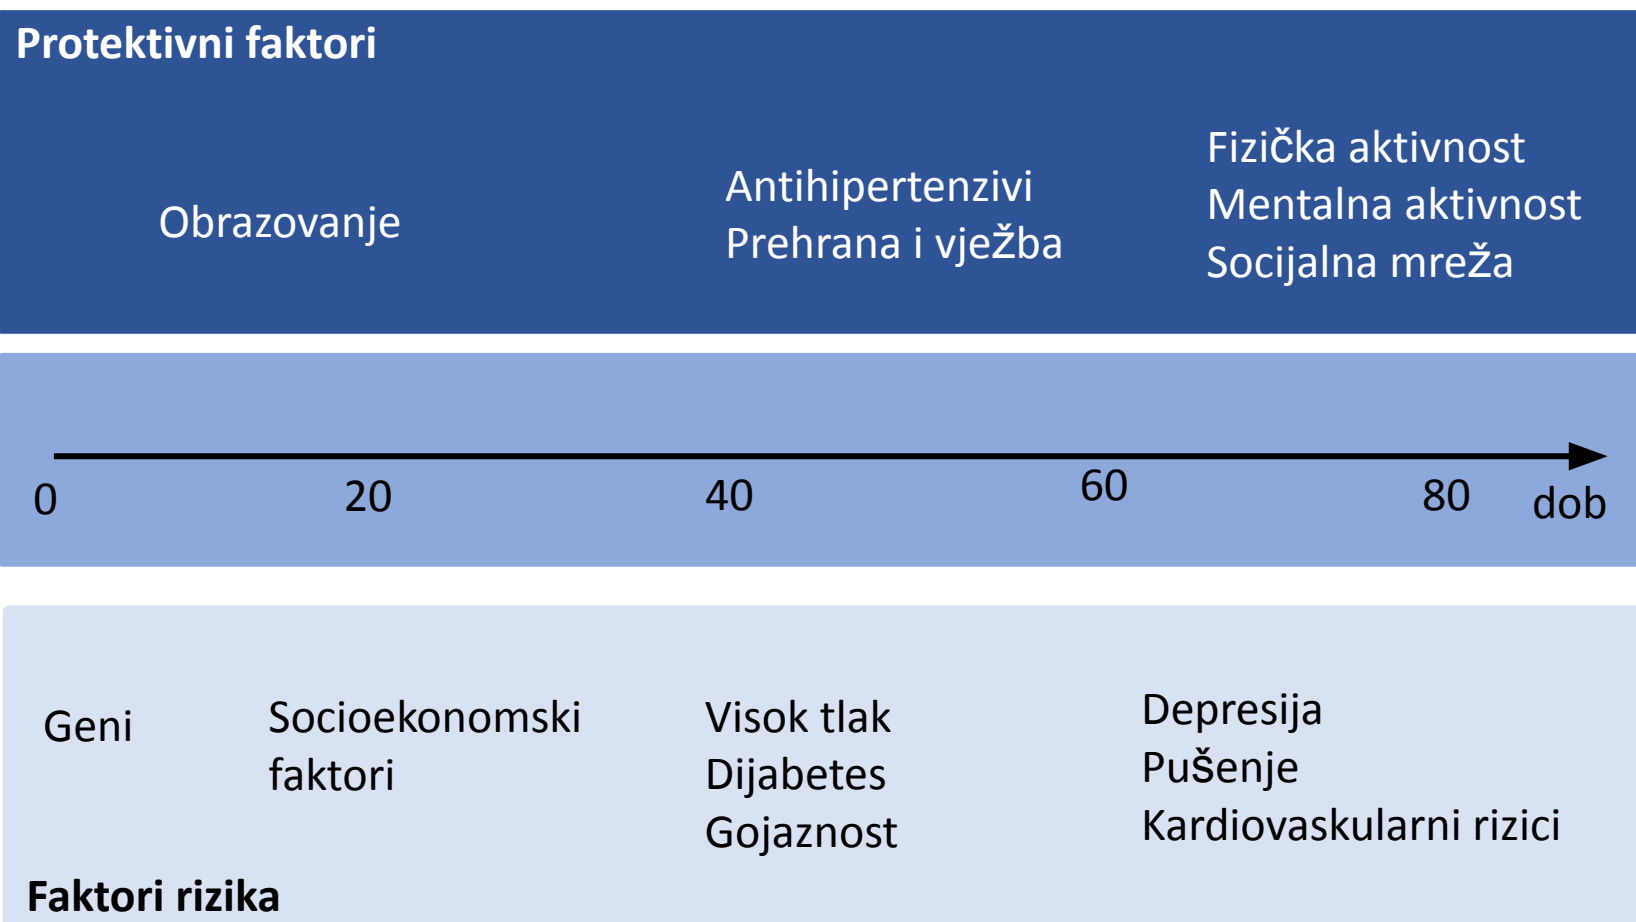 Protektivni faktori
Obrazovanje
Antihipertenzivi
Prehrana i vježba
Fizička aktivnost
Mentalna aktivnost
Socijalna mreža
0
20
40
60
80
dob
Geni
Socioekonomski
faktori
Visok tlak
Dijabetes
Gojaznost
Depresija
Pušenje
Kardiovaskularni rizici
Faktori rizika